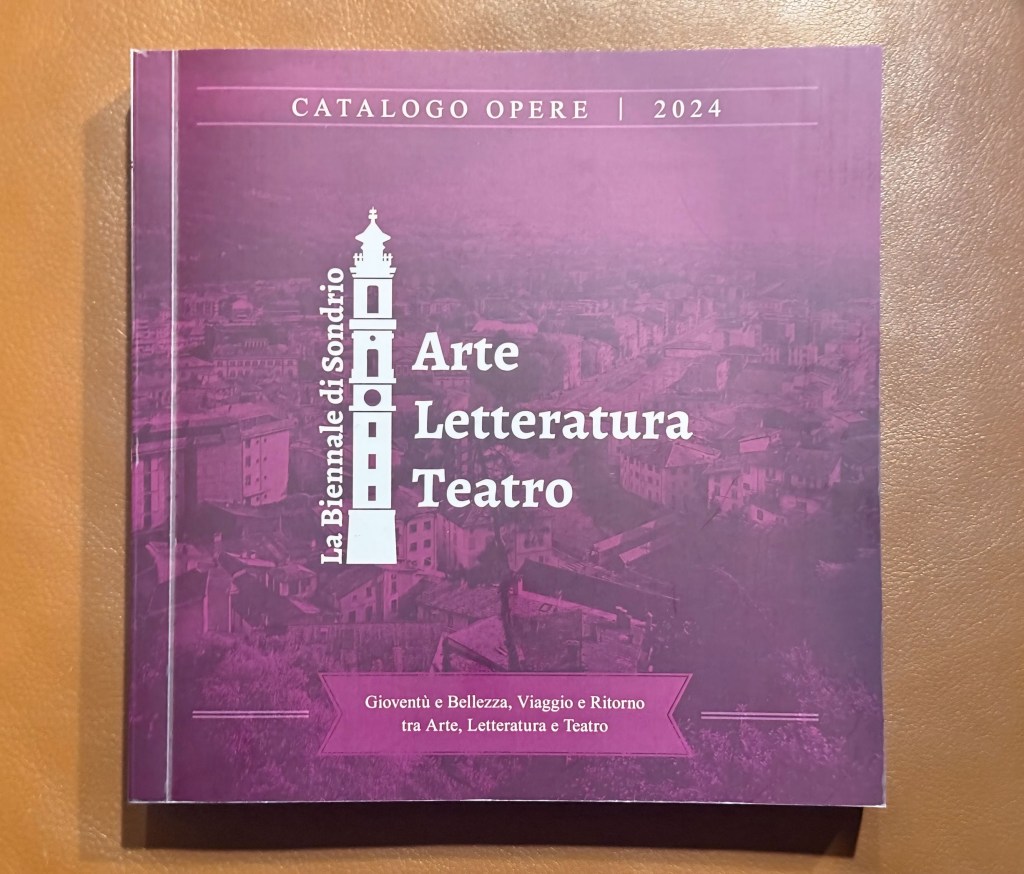 CATALOGO OPERE | 2024
La Biennale di Sondrio
Arte
Letteratura
Teatro
Gioventù e Bellezza, Viaggio e Ritorno
tra Arte, Letteratura e Teatro